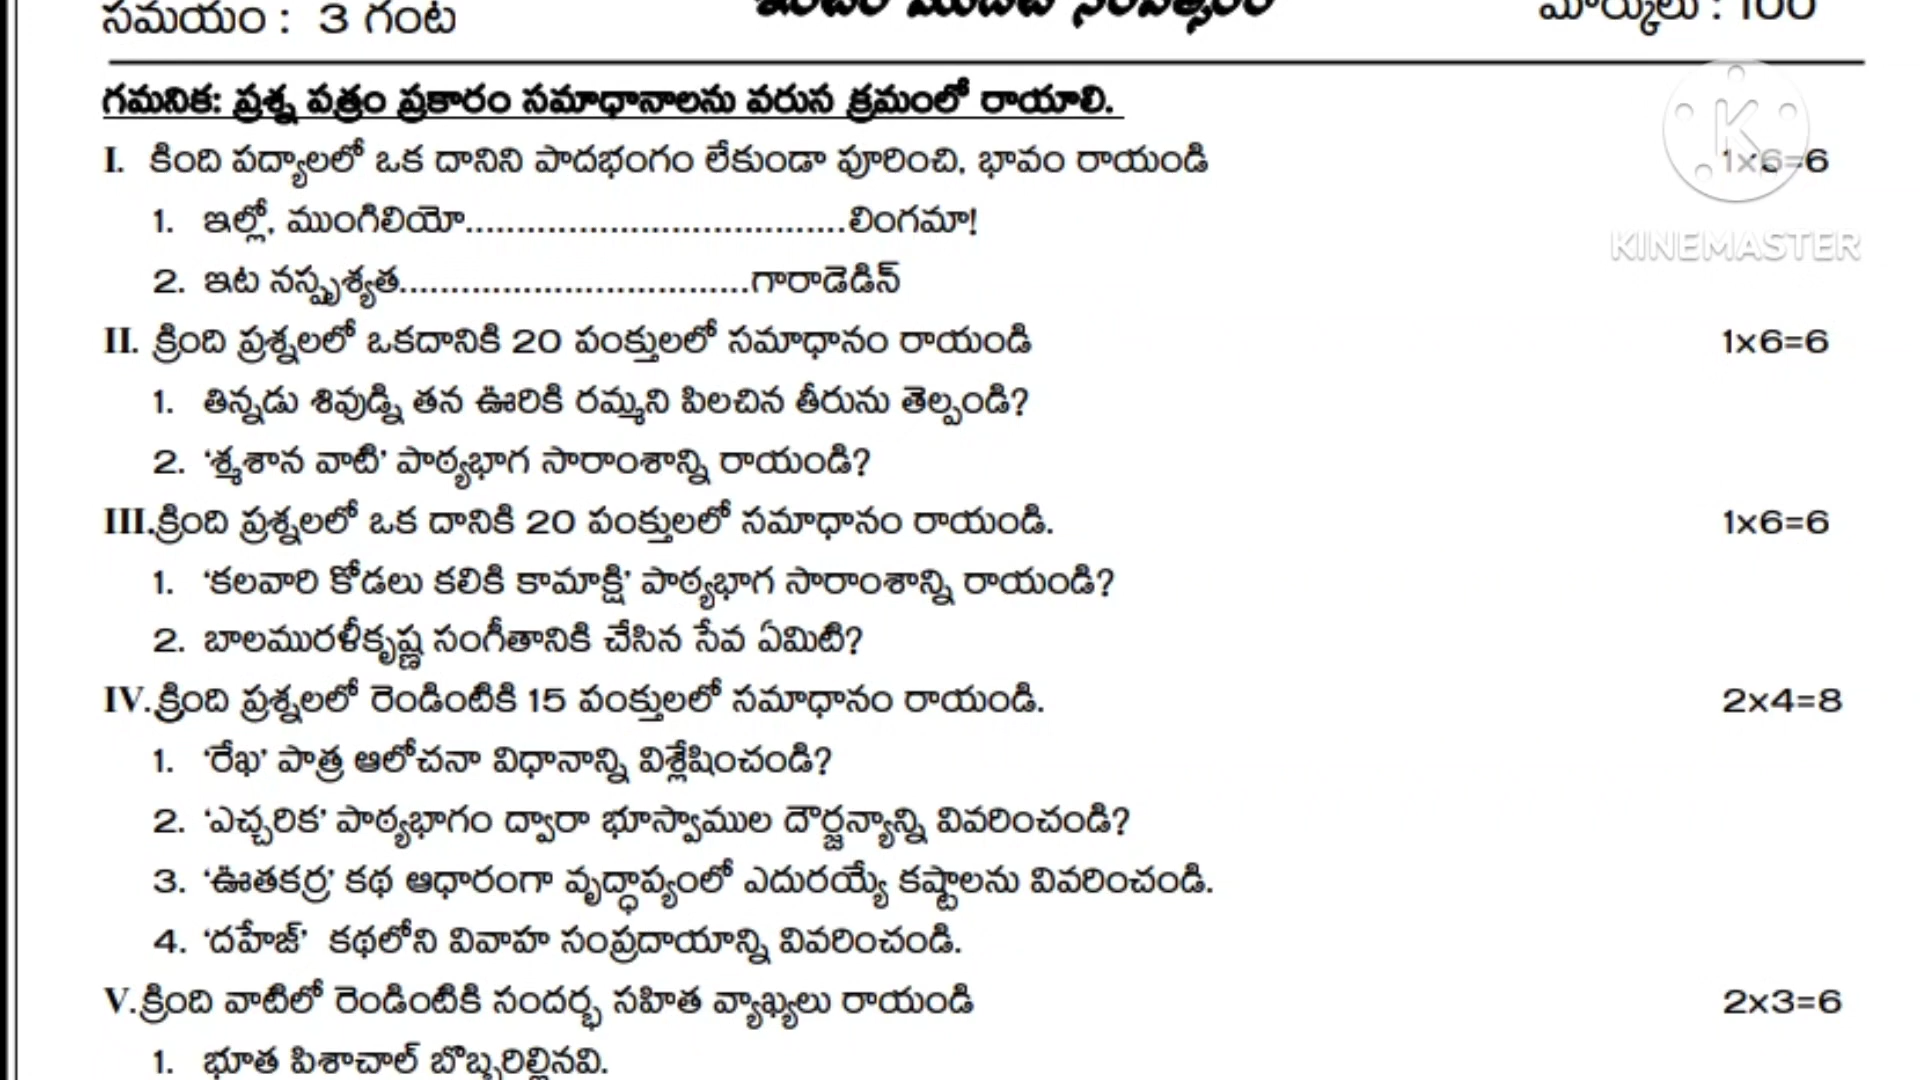 సమయం : 3 గంట ఇంటర్ మొదటి సంవత్సరం మార్కులు : 100
గమనిక: ప్రశ్న పత్రం ప్రకారం సమాధానాలను వరుస క్రమంలో రాయాలి.
I. కింది పద్యాలలో ఒక దానిని పాదభంగం లేకుండా పూరించి, భావం రాయండి 1x6=6
1. ఇల్లో, ముంగిలియో.....................................లింగమా!
2. ఇట నస్పృశ్యత..................................గారాడెడిన్
II. క్రింది ప్రశ్నలలో ఒకదానికి 20 పంక్తులలో సమాధానం రాయండి 1x6=6
1. తిన్నడు శివుడ్ని తన ఊరికి రమ్మని పిలచిన తీరును తెల్పండి?
2. ‘శ్మశాన వాటి’ పాఠ్యభాగ సారాంశాన్ని రాయండి?
III.క్రింది ప్రశ్నలలో ఒక దానికి 20 పంక్తులలో సమాధానం రాయండి. 1x6=6
1. ‘కలవారి కోడలు కలికి కామాక్షి’ పాఠ్యభాగ సారాంశాన్ని రాయండి?
2. బాలమురళీకృష్ణ సంగీతానికి చేసిన సేవ ఏమిటి?
IV.క్రింది ప్రశ్నలలో రెండింటికి 15 పంక్తులలో సమాధానం రాయండి. 2x4=8
1. ‘రేఖ’ పాత్ర ఆలోచనా విధానాన్ని విశ్లేషించండి?
2. ‘ఎచ్చరిక’ పాఠ్యభాగం ద్వారా భూస్వాముల దౌర్జన్యాన్ని వివరించండి?
3. ‘ఊతకర్ర’ కథ ఆధారంగా వృద్ధాప్యంలో ఎదురయ్యే కష్టాలను వివరించండి.
4. ‘దహేజ్’ కథలోని వివాహ సంప్రదాయాన్ని వివరించండి.
V.క్రింది వాటిలో రెండింటికి సందర్భ సహిత వ్యాఖ్యలు రాయండి 2x3=6
1. భూత పిశాచాల్ బొబ్బరిల్లినవి.
K
KINEMASTER